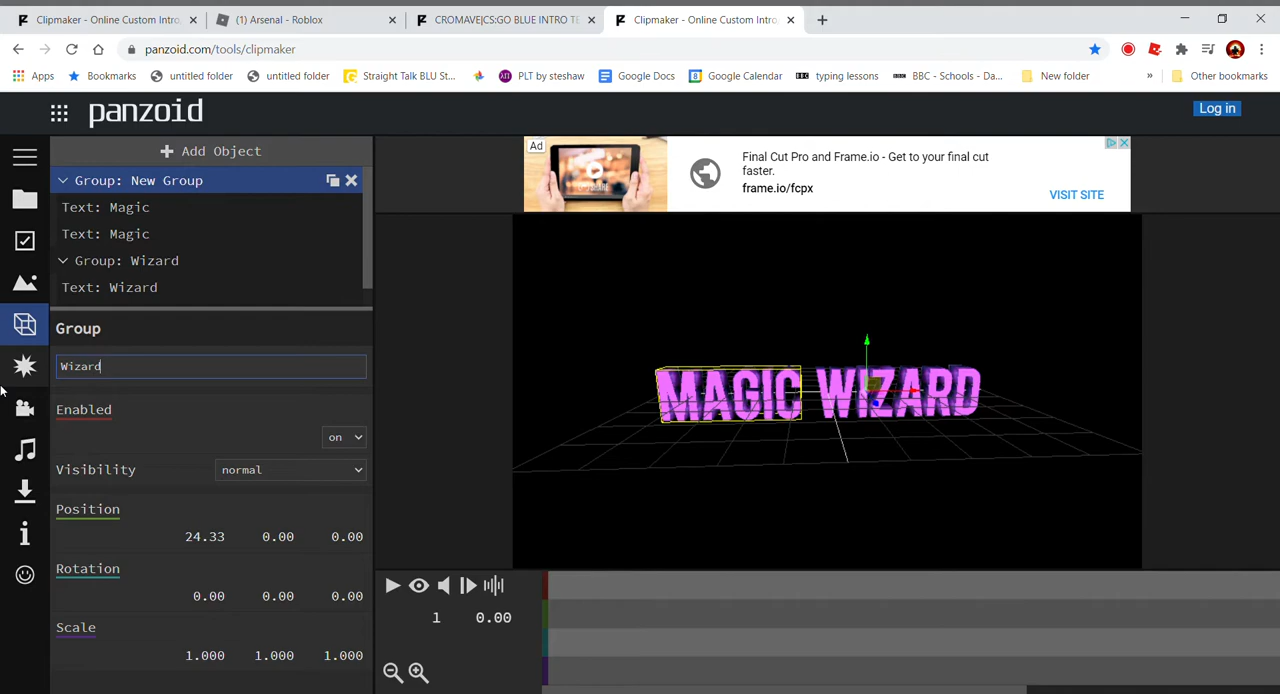 Clipmaker - Online Custom Intro
Arsenal - Roblox
CROMAVEJCS:GO BLUE INTRO TE
Clipmaker - Online Custom Intro
panzoid.com/tools/clipmaker
Apps
Bookmarks
untitled folder
untitled folder
Straight Talk BLU St...
PLT by steshaw
Google Docs
Google Calendar
BBC
typing lessons
BBC
BBC - Schools - Da...
New folder
»
Other bookmarks
panzoid
Log in
Add Object
Group: New Group
Text: Magic
Text: Magic
Group: Wizard
Text: Wizard
Group
Wizard
Enabled
on
Visibility
normal
Position
24.33 0.00 0.00
Rotation
0.00 0.00 0.00
Scale
1.000 1.000 1.000
Ad
Final Cut Pro and Frame.io - Get to your final cut
faster.
frame.io/fcpx
VISIT SITE
MAGIC WIZARD
1 0.00